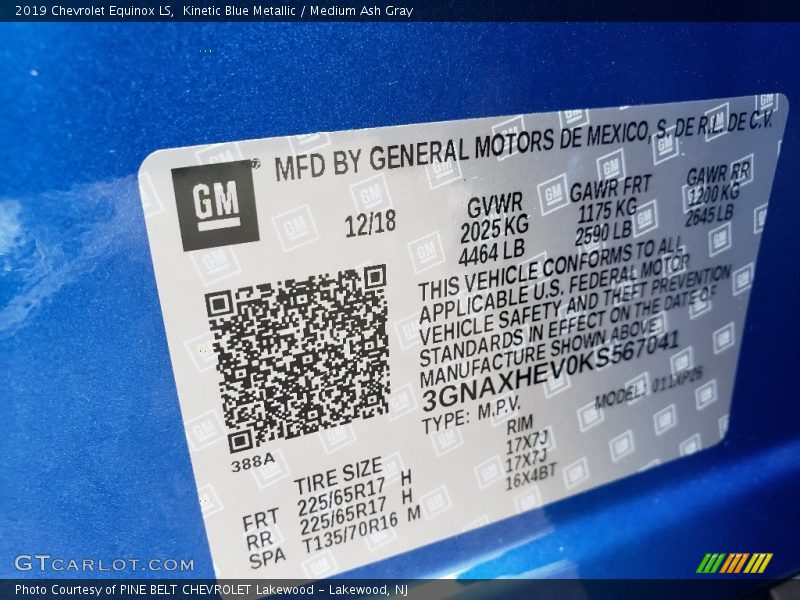 2019 Chevrolet Equinox LS, Kinetic Blue Metallic / Medium Ash Gray
GM® MFD BY GENERAL MOTORS DE MEXICO, S. DE R.L. DE C.V.
12/18
GVWR
2025 KG
4464 LB
GAWR FRT
1175 KG
2590 LB
GAWR RR
1200 KG
2645 LB
THIS VEHICLE CONFORMS TO ALL
APPLICABLE U.S. FEDERAL MOTOR
VEHICLE SAFETY AND THEFT PREVENTION
STANDARDS IN EFFECT ON THE DATE OF
MANUFACTURE SHOWN ABOVE
3GNAXHEV0KS567041
TYPE: M.P.V.
MODEL: 011XP26
388A
TIRE SIZE RIM
FRT 225/65R17 H 17X7J
RR 225/65R17 H 17X7J
SPA T135/70R16 M 16X4BT
GTCARLOT.COM
Photo Courtesy of PINE BELT CHEVROLET Lakewood – Lakewood, NJ